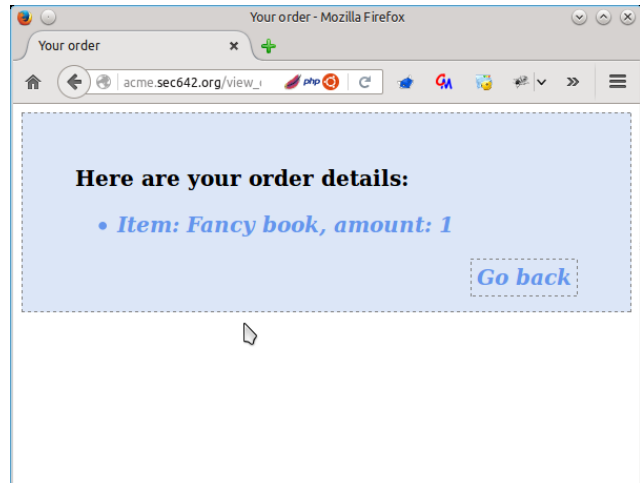 Your order - Mozilla Firefox
Your order
acme.sec642.org/view_
php
Here are your order details:
• Item: Fancy book, amount: 1
Go back